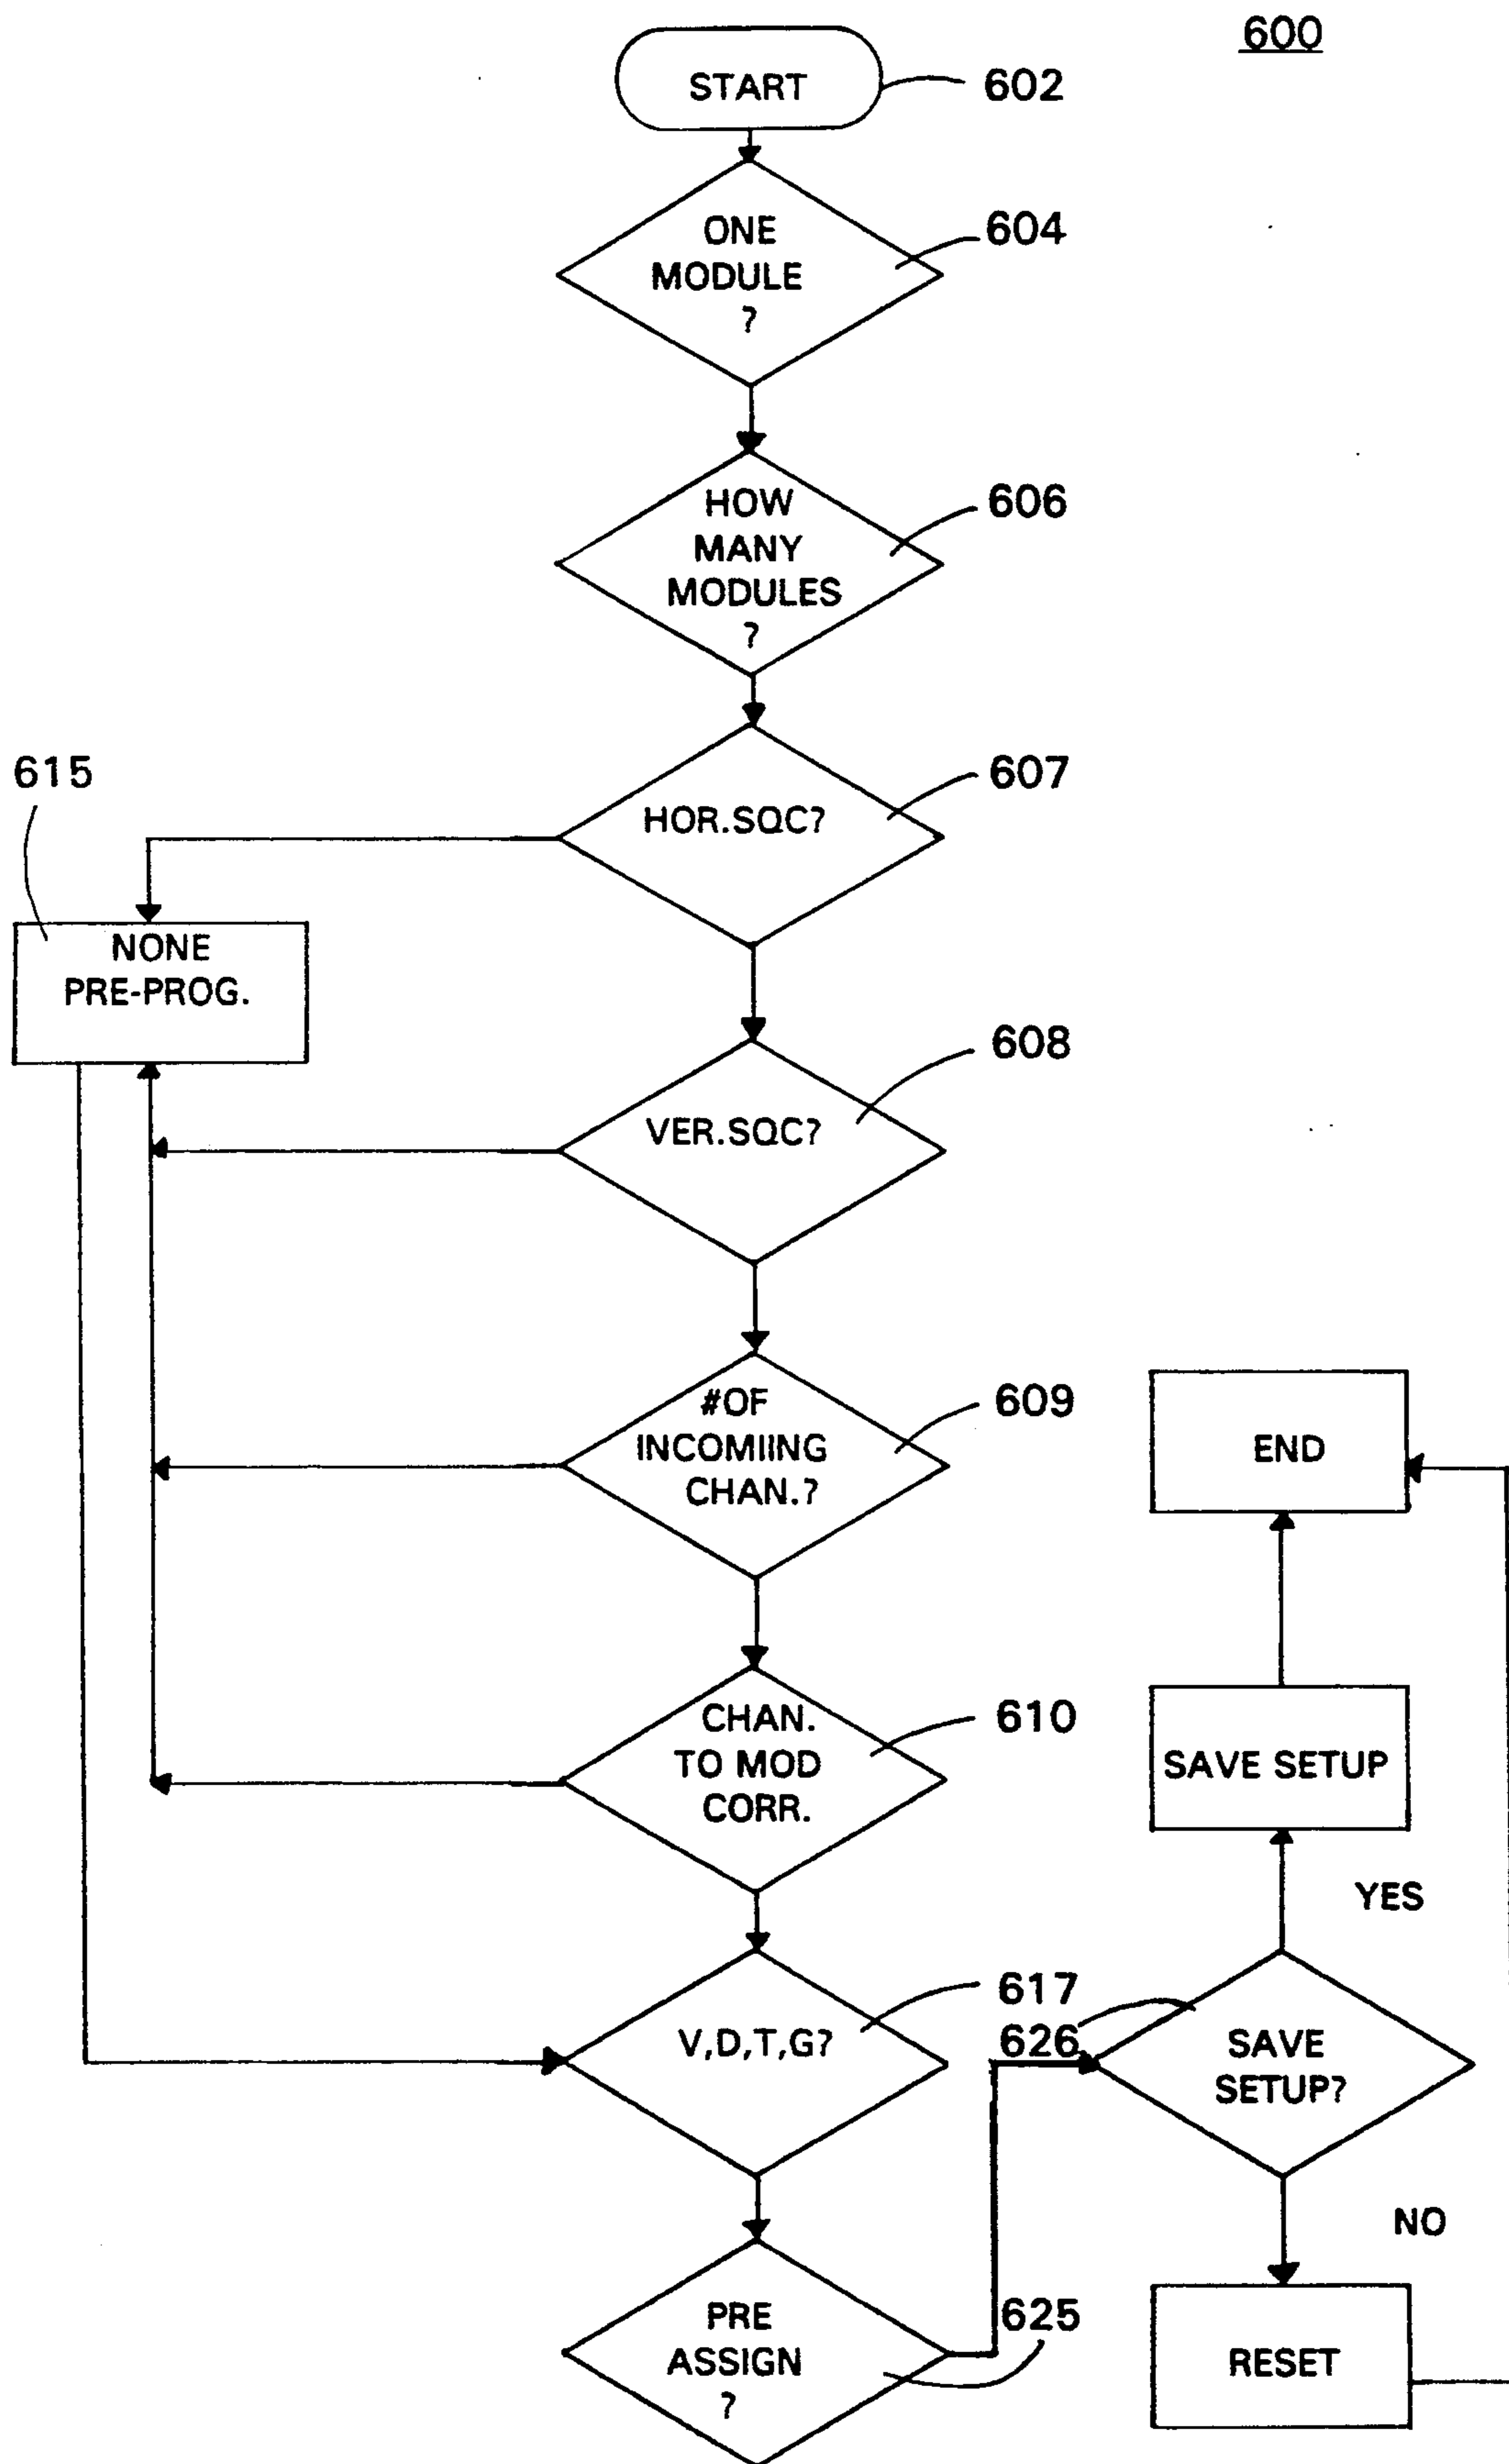 600
START
602
ONE
MODULE
?
604
HOW
MANY
MODULES
?
606
HOR.SQC?
607
615
NONE
PRE-PROG.
VER.SQC?
608
#OF
INCOMIING
CHAN.?
609
END
CHAN.
TO MOD
CORR.
610
SAVE SETUP
YES
V,D,T,G?
617
626
SAVE
SETUP?
NO
PRE
ASSIGN
?
625
RESET